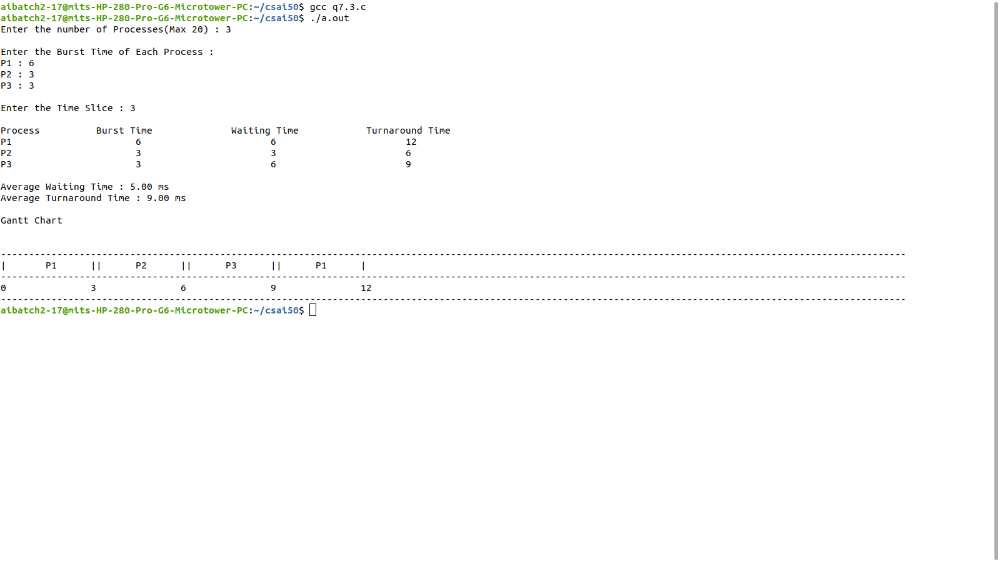 aibatch2-17@mits-HP-280-Pro-G6-Microtower-PC:~/csai50$ gcc q7.3.c
aibatch2-17@mits-HP-280-Pro-G6-Microtower-PC:~/csai50$ ./a.out
Enter the number of Processes(Max 20) : 3

Enter the Burst Time of Each Process :
P1 : 6
P2 : 3
P3 : 3

Enter the Time Slice : 3

Process          Burst Time              Waiting Time            Turnaround Time
P1                      6                       6                       12
P2                      3                       3                       6
P3                      3                       6                       9

Average Waiting Time : 5.00 ms
Average Turnaround Time : 9.00 ms

Gantt Chart


-----------------------------------------------------------------------------------------------------------------------------------------------------------------
|       P1      ||      P2      ||      P3      ||      P1      |
-----------------------------------------------------------------------------------------------------------------------------------------------------------------
0               3               6               9               12
-----------------------------------------------------------------------------------------------------------------------------------------------------------------
aibatch2-17@mits-HP-280-Pro-G6-Microtower-PC:~/csai50$